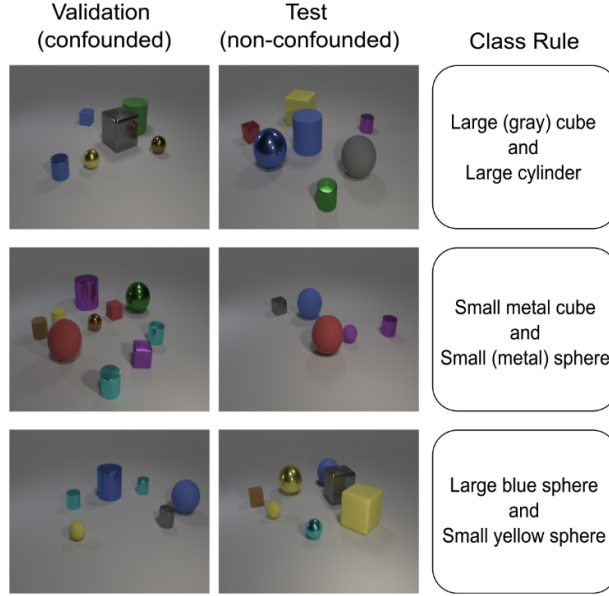 Validation
(confounded)
Test
(non-confounded)
Class Rule
Large (gray) cube
and
Large cylinder
Small metal cube
and
Small (metal) sphere
Large blue sphere
and
Small yellow sphere